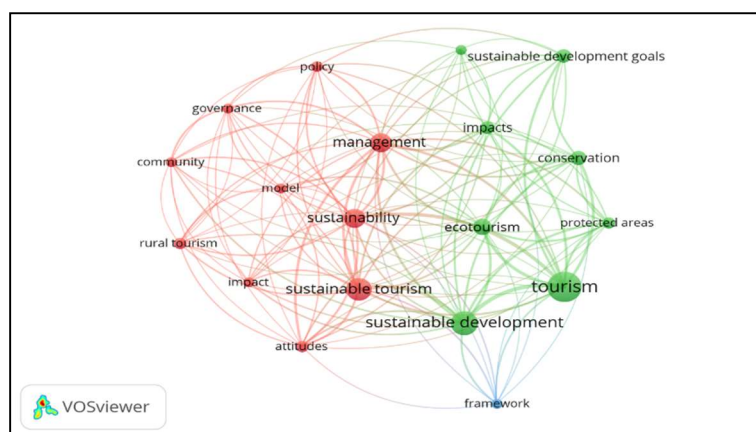 sustainable development goals
policy
governance
impacts
management
community
conservation
model
sustainability
ecotourism
protected areas
rural tourism
impact
sustainable tourism
tourism
sustainable development
attitudes
framework
VOSviewer